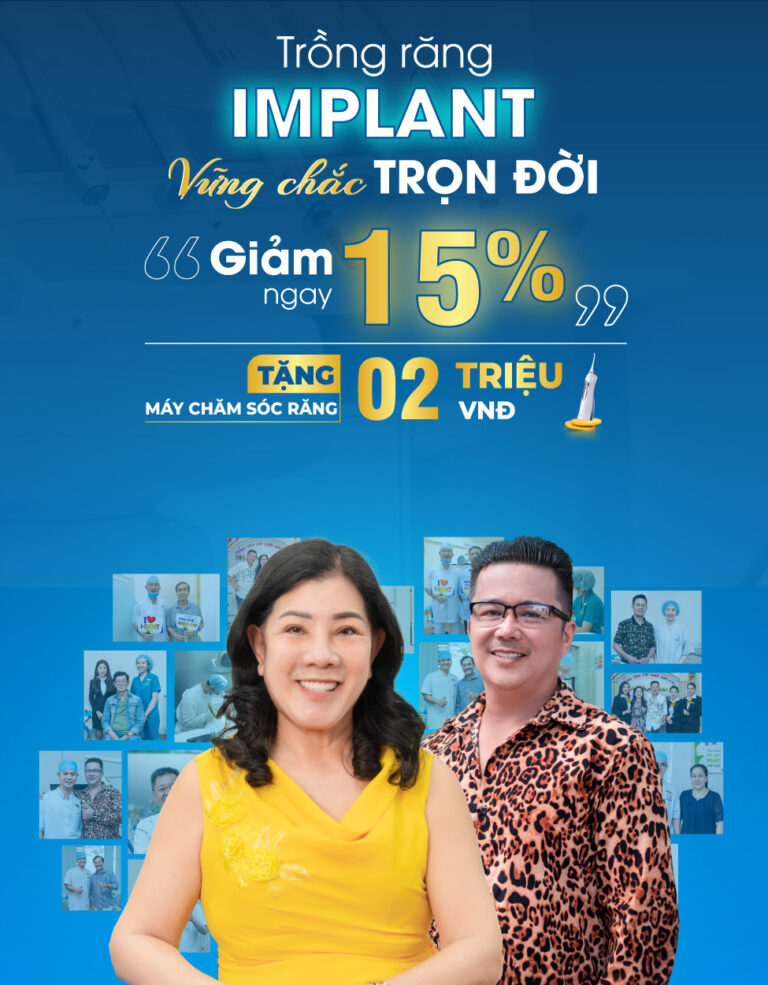 Trồng răng
IMPLANT
Vững chắc TRỌN ĐỜI
“ Giảm ngay 15% ”
TẶNG
MÁY CHĂM SÓC RĂNG
02 TRIỆU
VNĐ